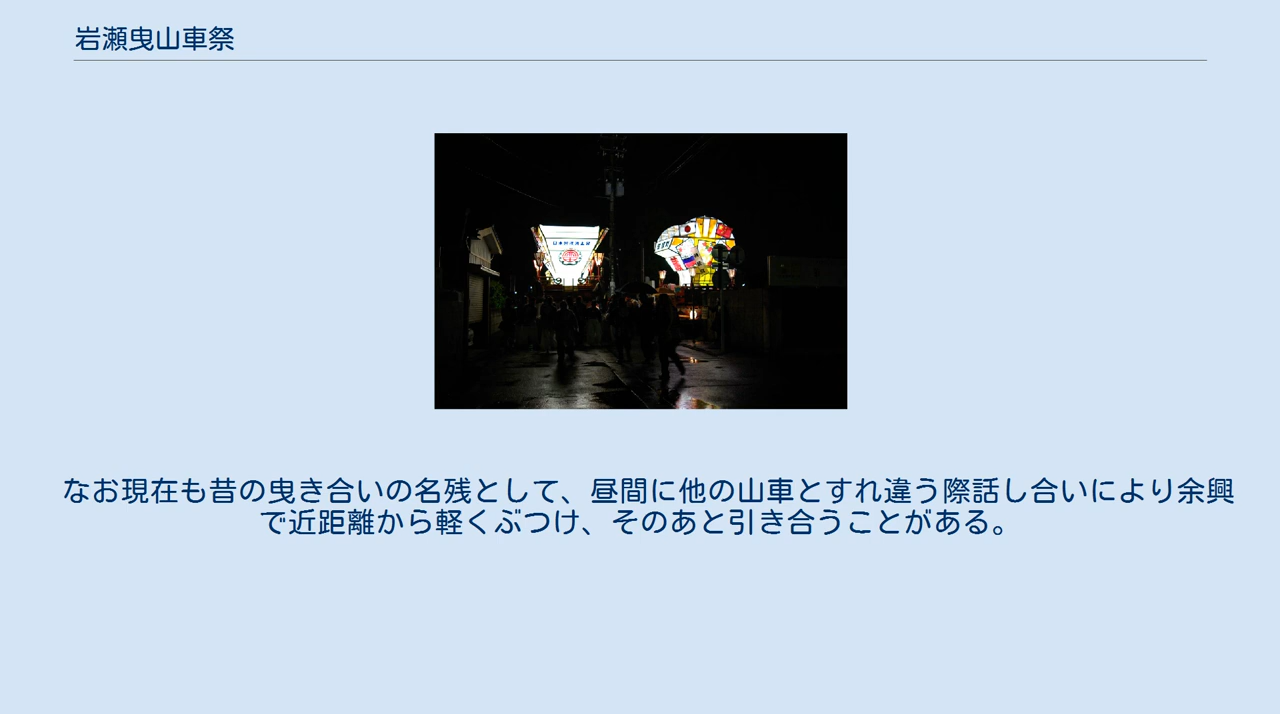 岩瀬曳山車祭
なお現在も昔の曳き合いの名残として、昼間に他の山車とすれ違う際話し合いにより余興
で近距離から軽くぶつけ、そのあと引き合うことがある。